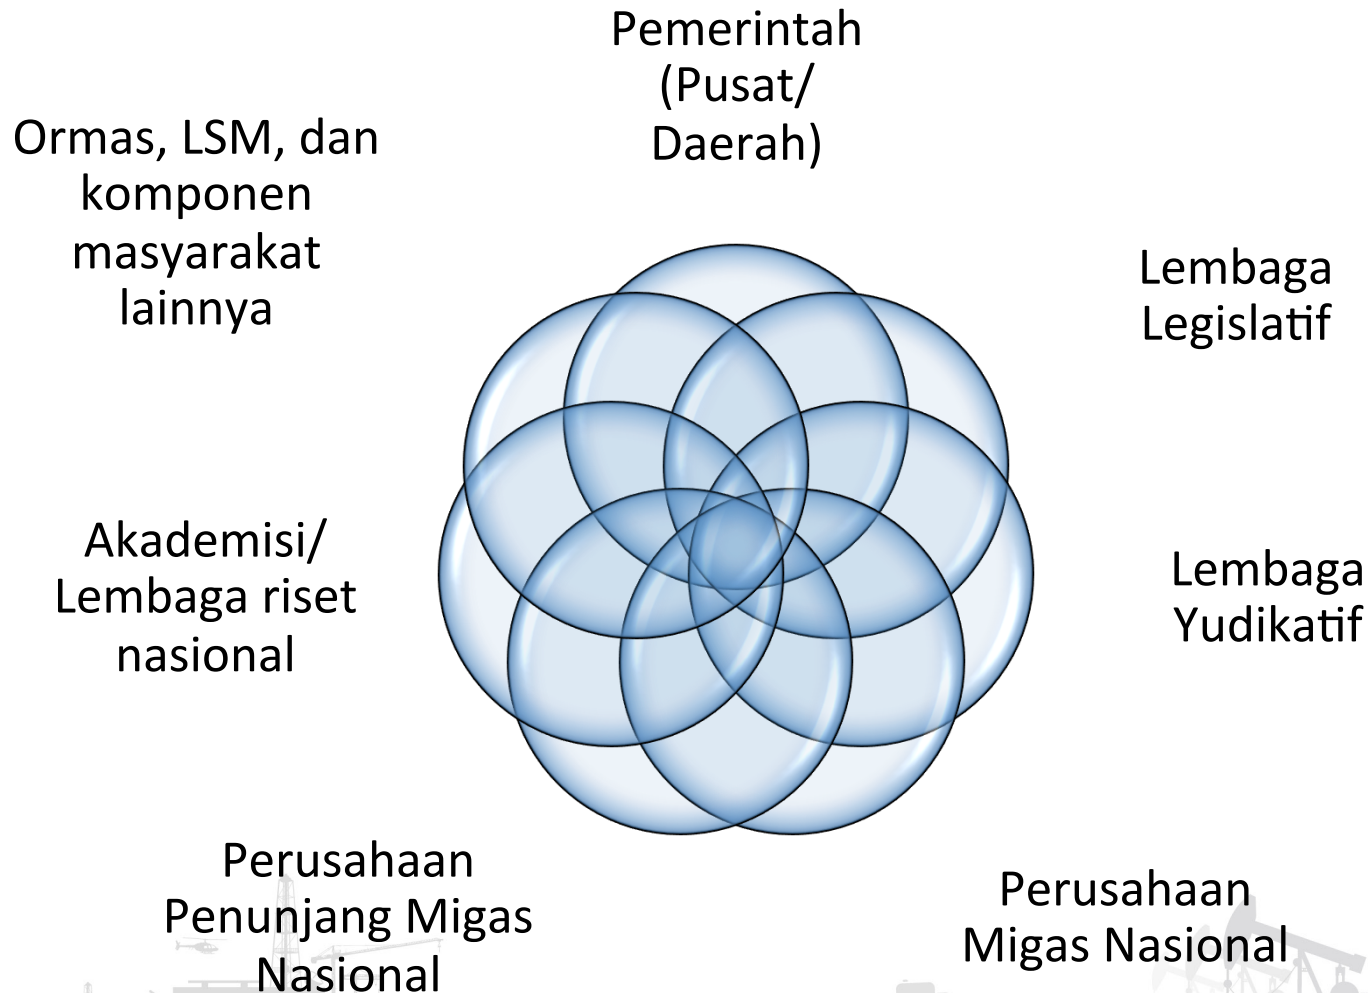 Pemerintah
(Pusat/
Daerah)
Ormas, LSM, dan
komponen
masyarakat
lainnya
Lembaga
Legislatif
Akademisi/
Lembaga riset
nasional
Lembaga
Yudikatif
Perusahaan
Penunjang Migas
Nasional
Perusahaan
Migas Nasional